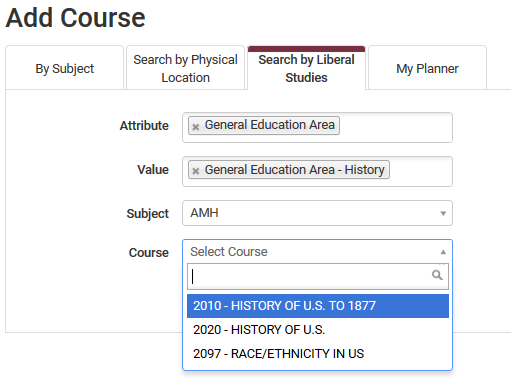 Add Course
By Subject
Search by Physical
Location
Search by Liberal
Studies
My Planner
Attribute
× General Education Area
Value
× General Education Area - History
Subject
AMH
Course
Select Course
2010 - HISTORY OF U.S. TO 1877
2020 - HISTORY OF U.S.
2097 - RACE/ETHNICITY IN US